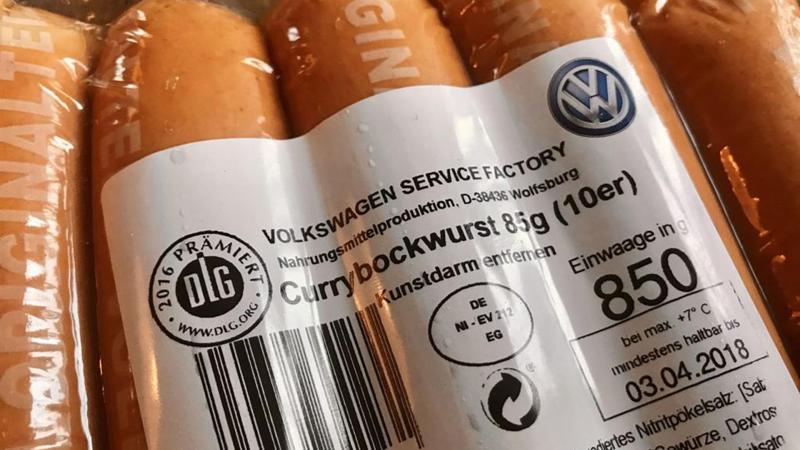 ORIGINALTE
ORIGINAL
VW
VOLKSWAGEN SERVICE FACTORY
Nahrungsmittelproduktion, D-38436 Wolfsburg
Currybockwurst 85g (10er)
Kunstdarm entfernen
2016 PRÄMIERT
DLG
WWW.DLG.ORG
DE
NI - EV 212
EG
Einwaage in g
850
bei max. +7° C
mindestens haltbar bis
03.04.2018
Nitritpökelsalz: [
Gewürze, Dextros